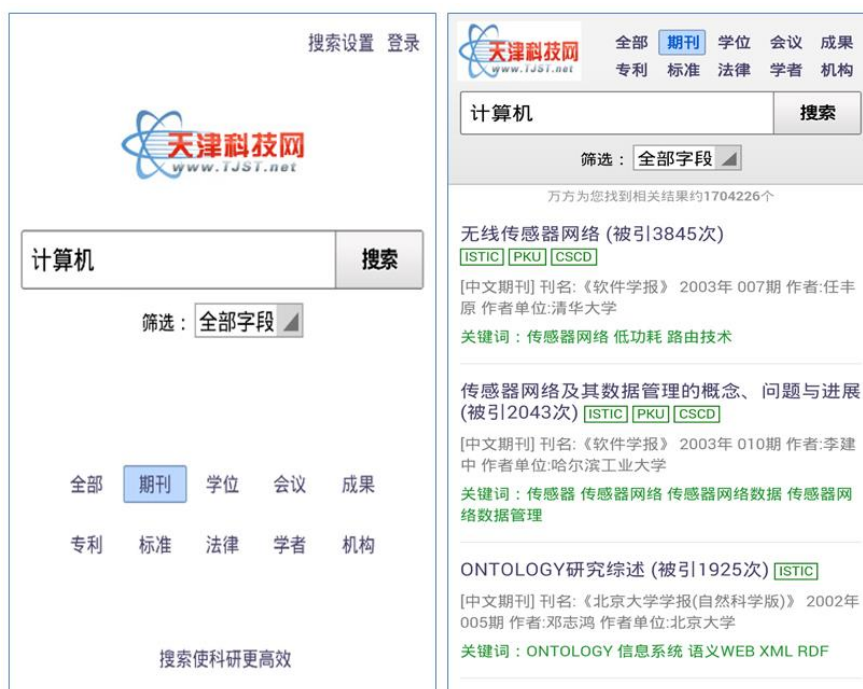 搜索设置 登录
天津科技网
www.TJST.net
计算机 搜索
筛选： 全部字段
全部 期刊 学位 会议 成果
专利 标准 法律 学者 机构
搜索使科研更高效
天津科技网
www.TJST.net
全部 期刊 学位 会议 成果
专利 标准 法律 学者 机构
计算机 搜索
筛选： 全部字段
万方为您找到相关结果约1704226个
无线传感器网络 (被引3845次)
ISTIC PKU CSCD
[中文期刊] 刊名:《软件学报》 2003年 007期 作者:任丰
原 作者单位:清华大学
关键词：传感器网络 低功耗 路由技术
传感器网络及其数据管理的概念、问题与进展
(被引2043次) ISTIC PKU CSCD
[中文期刊] 刊名:《软件学报》 2003年 010期 作者:李建
中 作者单位:哈尔滨工业大学
关键词：传感器 传感器网络 传感器网络数据 传感器网
络数据管理
ONTOLOGY研究综述 (被引1925次) ISTIC
[中文期刊] 刊名:《北京大学学报(自然科学版)》 2002年
005期 作者:邓志鸿 作者单位:北京大学
关键词：ONTOLOGY 信息系统 语义WEB XML RDF